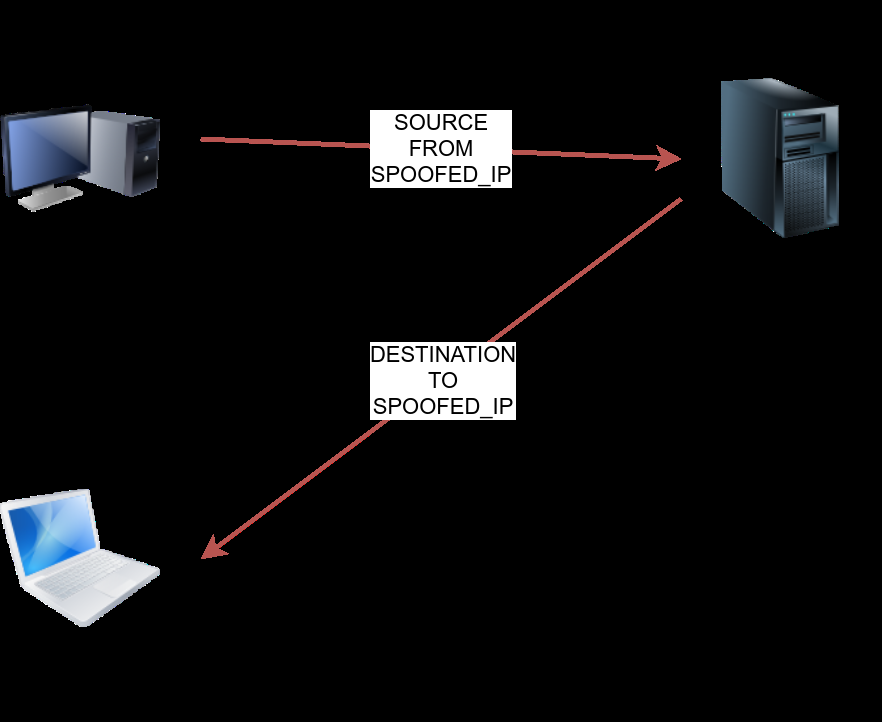 SOURCE
FROM
SPOOFED_IP
DESTINATION
TO
SPOOFED_IP